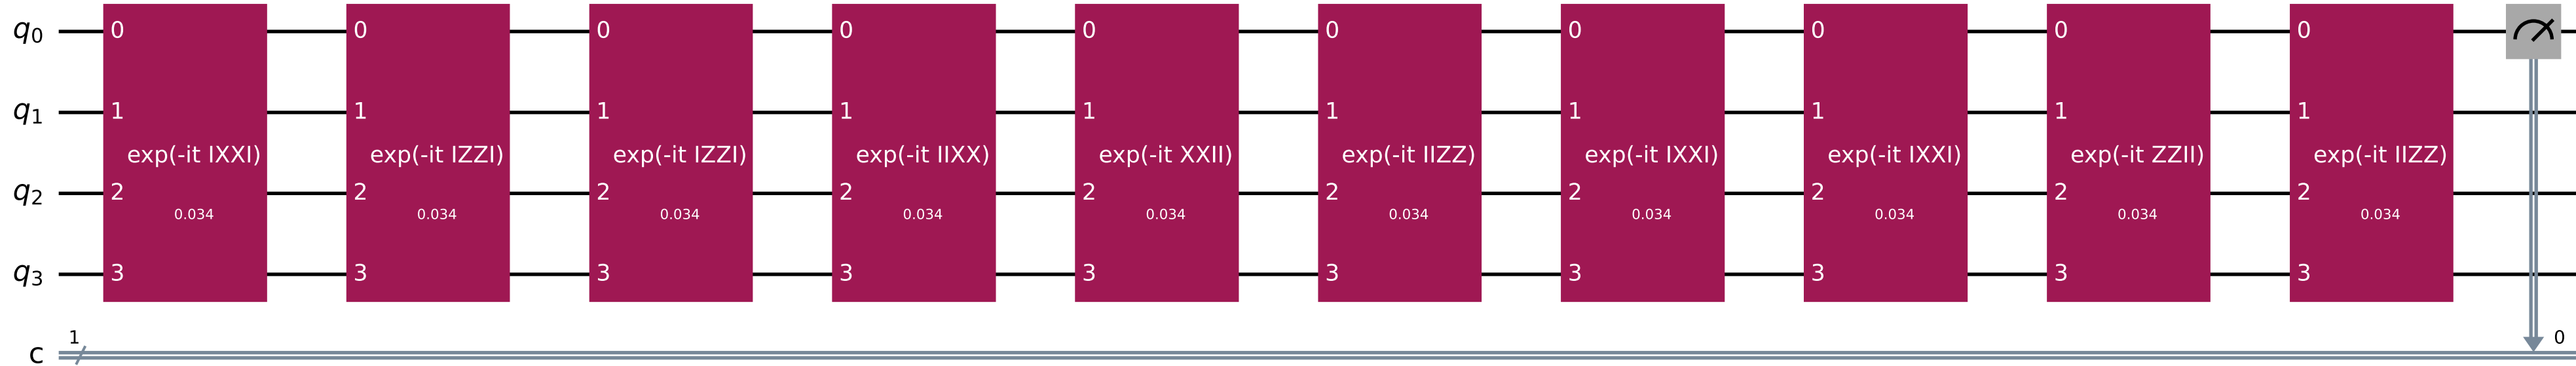 q0 0 0 0 0 0 0 0 0 0 0
q1 1 1 1 1 1 1 1 1 1 1
exp(-it IXXI) exp(-it IZZI) exp(-it IZZI) exp(-it IIXX) exp(-it XXII) exp(-it IIZZ) exp(-it IXXI) exp(-it IXXI) exp(-it ZZII) exp(-it IIZZ)
q2 2 2 2 2 2 2 2 2 2 2
0.034 0.034 0.034 0.034 0.034 0.034 0.034 0.034 0.034 0.034
q3 3 3 3 3 3 3 3 3 3 3
1 0
c